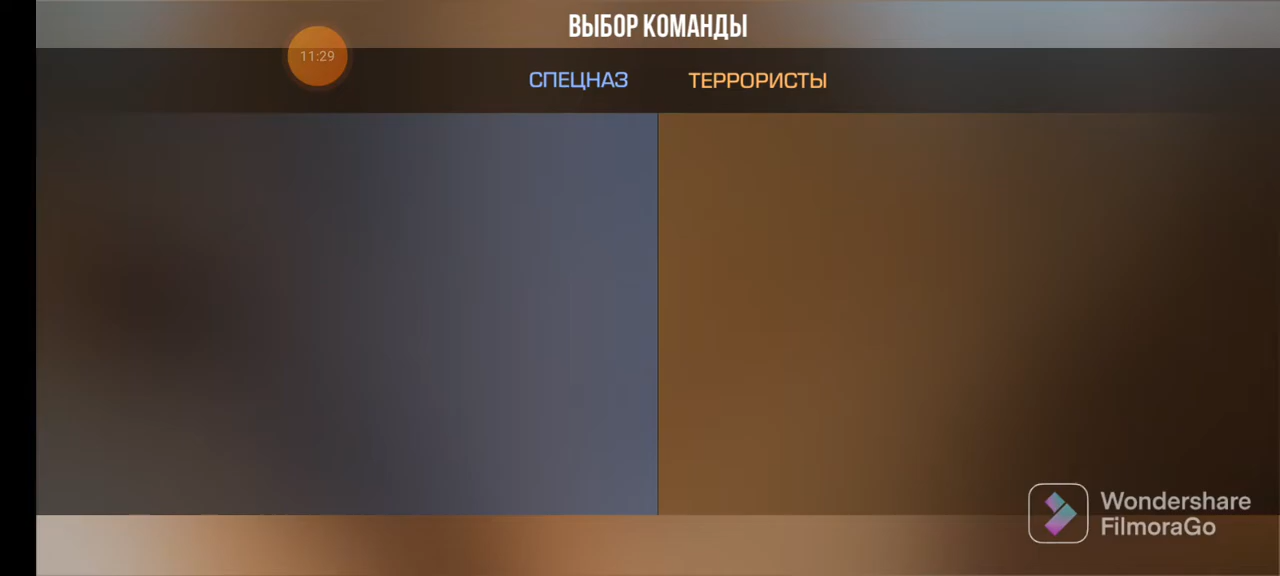 ВЫБОР КОМАНДЫ
11:29
СПЕЦНАЗ ТЕРРОРИСТЫ
Wondershare
FilmoraGo